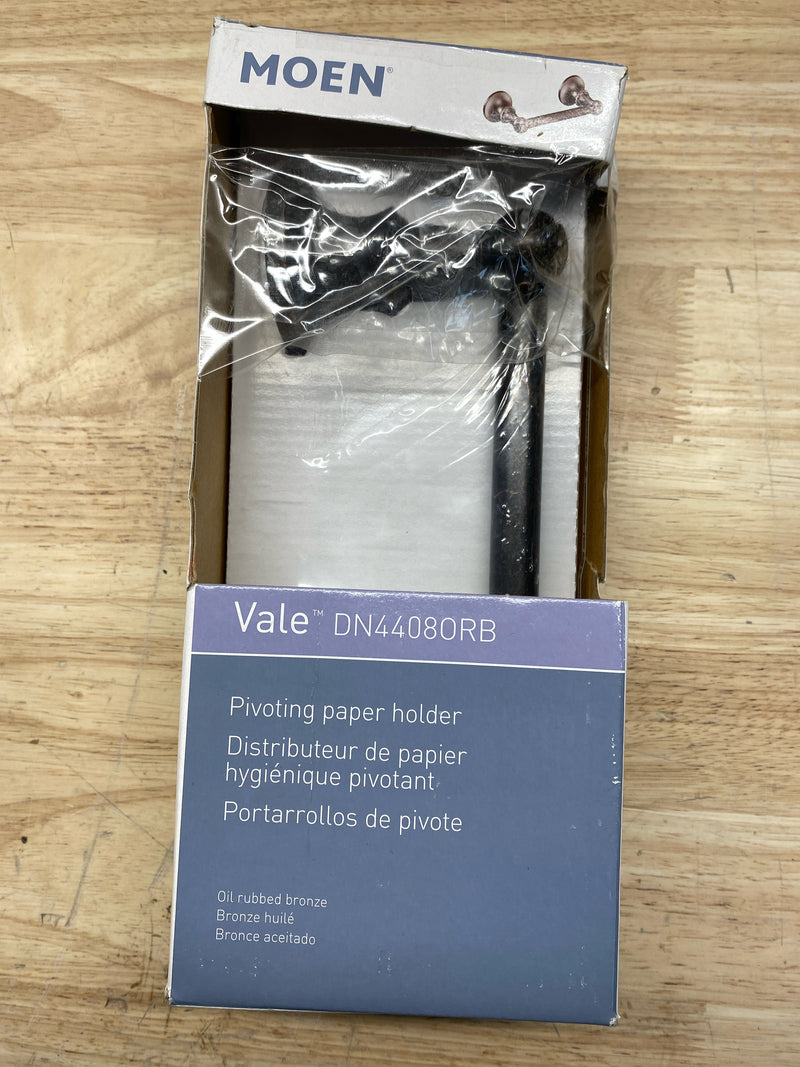 MOEN®
Vale™ DN4408ORB
Pivoting paper holder
Distributeur de papier
hygiénique pivotant
Portarrollos de pivote
Oil rubbed bronze
Bronze huilé
Bronce aceitado